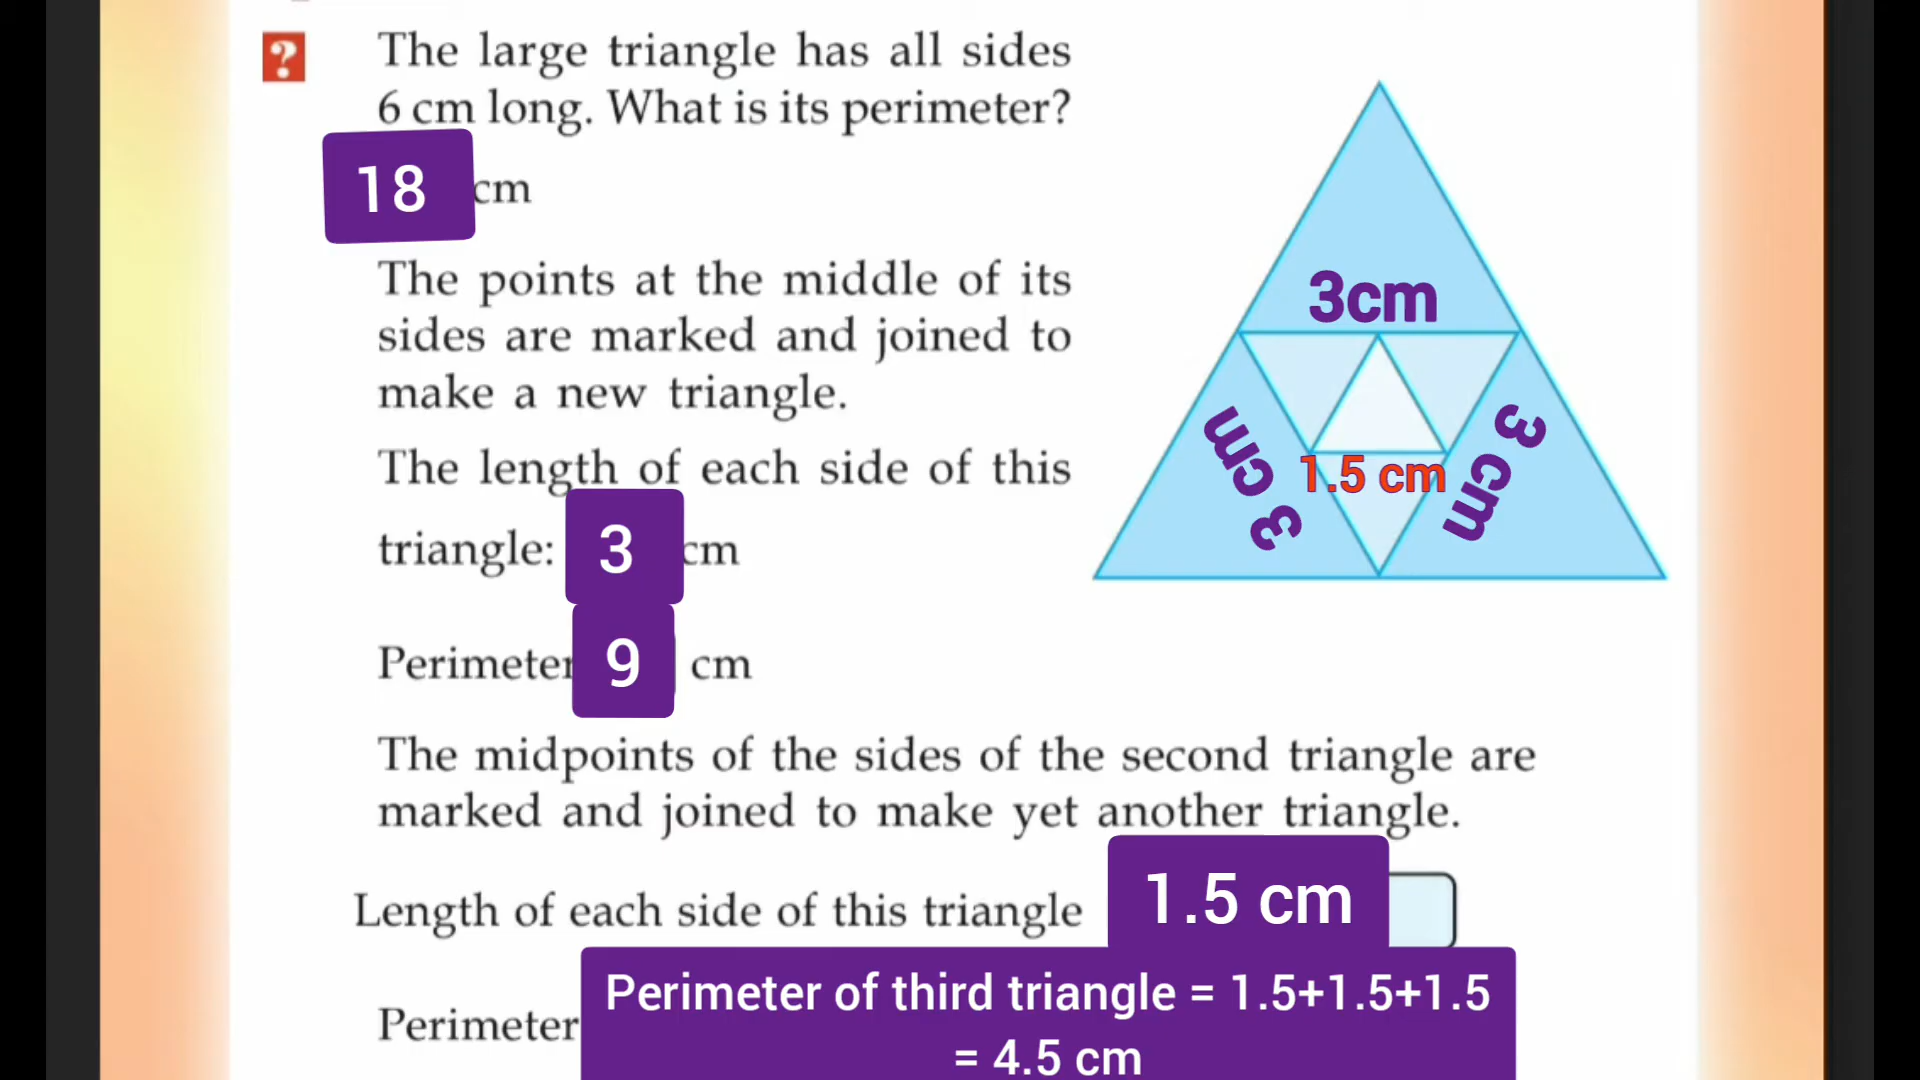 ?
The large triangle has all sides
6 cm long. What is its perimeter?
18 cm
The points at the middle of its
sides are marked and joined to
make a new triangle.
The length of each side of this
triangle: 3 cm
Perimeter 9 cm
3cm
3 cm
3 cm
1.5 cm
The midpoints of the sides of the second triangle are
marked and joined to make yet another triangle.
Length of each side of this triangle 1.5 cm
Perimeter
Perimeter of third triangle = 1.5+1.5+1.5
= 4.5 cm